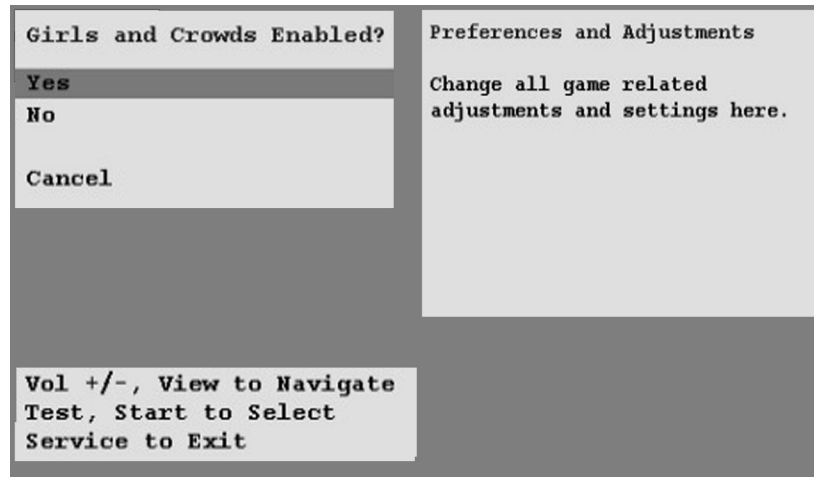 Girls and Crowds Enabled?
Yes
No
Cancel
Preferences and Adjustments
Change all game related
adjustments and settings here.
Vol +/-, View to Navigate
Test, Start to Select
Service to Exit